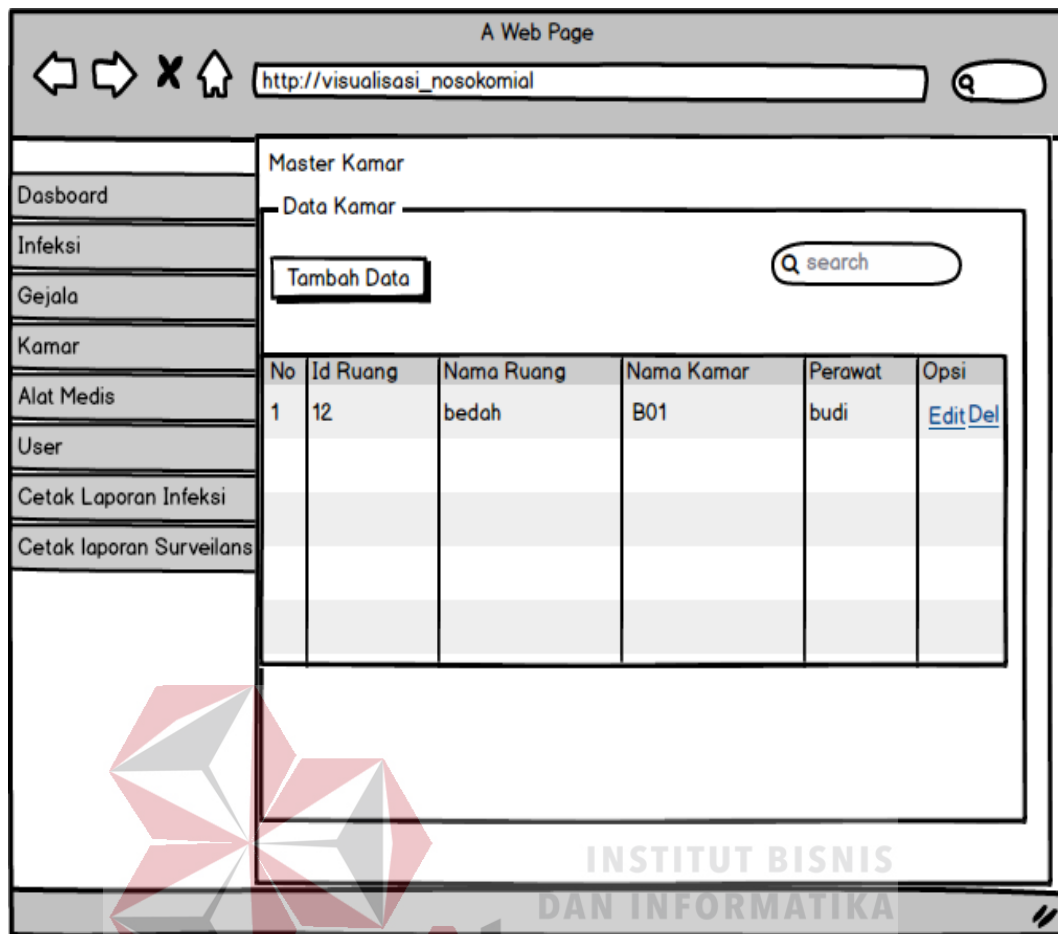 A Web Page
http://visualisasi_nosokomial
Master Kamar
Dasboard
Infeksi
Gejala
Kamar
Alat Medis
User
Cetak Laporan Infeksi
Cetak laporan Surveilans
Data Kamar
Tambah Data
search
No Id Ruang Nama Ruang Nama Kamar Perawat Opsi
1 12 bedah B01 budi Edit Del
INSTITUT BISNIS
DAN INFORMATIKA